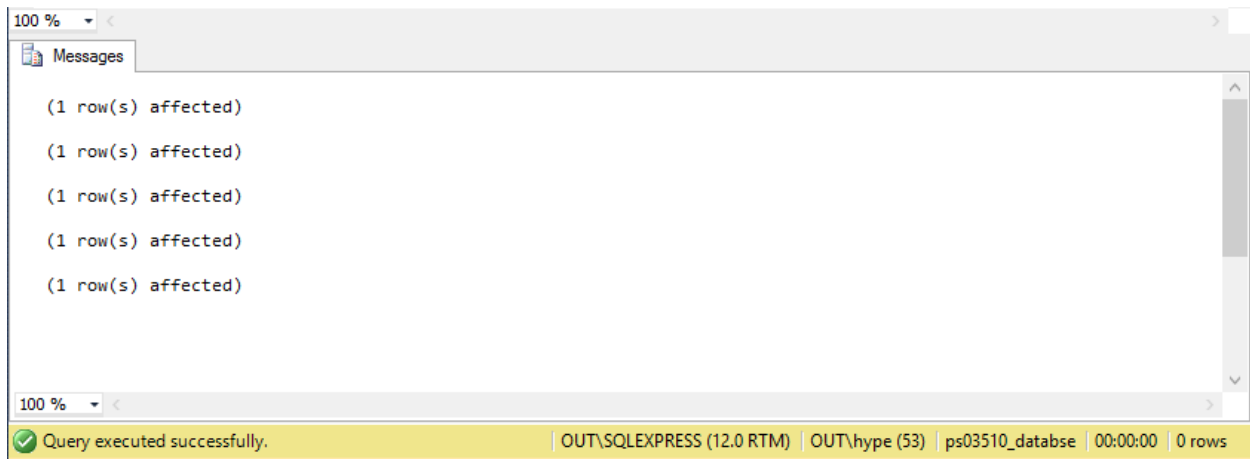 100 %
Messages
(1 row(s) affected)
(1 row(s) affected)
(1 row(s) affected)
(1 row(s) affected)
(1 row(s) affected)
100 %
Query executed successfully. OUT\SQLEXPRESS (12.0 RTM) OUT\hype (53) ps03510_databse 00:00:00 0 rows